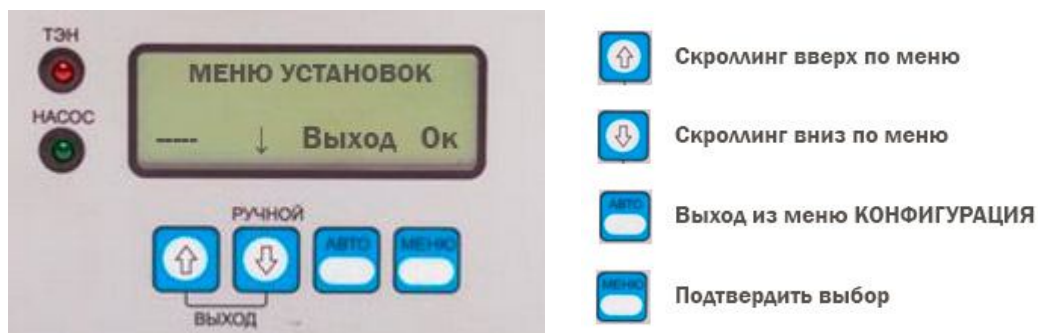 ТЭН
НАСОС
МЕНЮ УСТАНОВОК
----- ↓ Выход Ок
РУЧНОЙ
АВТО МЕНЮ
ВЫХОД
Скроллинг вверх по меню
Скроллинг вниз по меню
АВТО
Выход из меню КОНФИГУРАЦИЯ
МЕНЮ
Подтвердить выбор